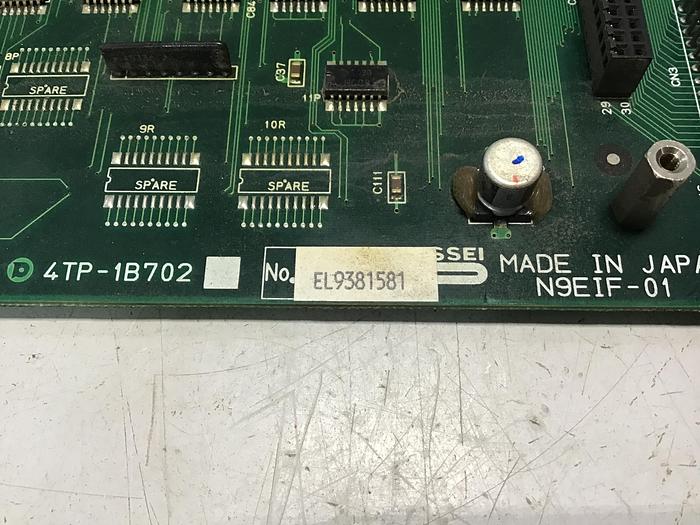 C84
8P
SPARE
C37
11P
CN3
29
30
9R
10R
SPARE
SPARE
C111
4TP-1B702
No.
EL9381581
SSEI
MADE IN JAPA
N9EIF-01